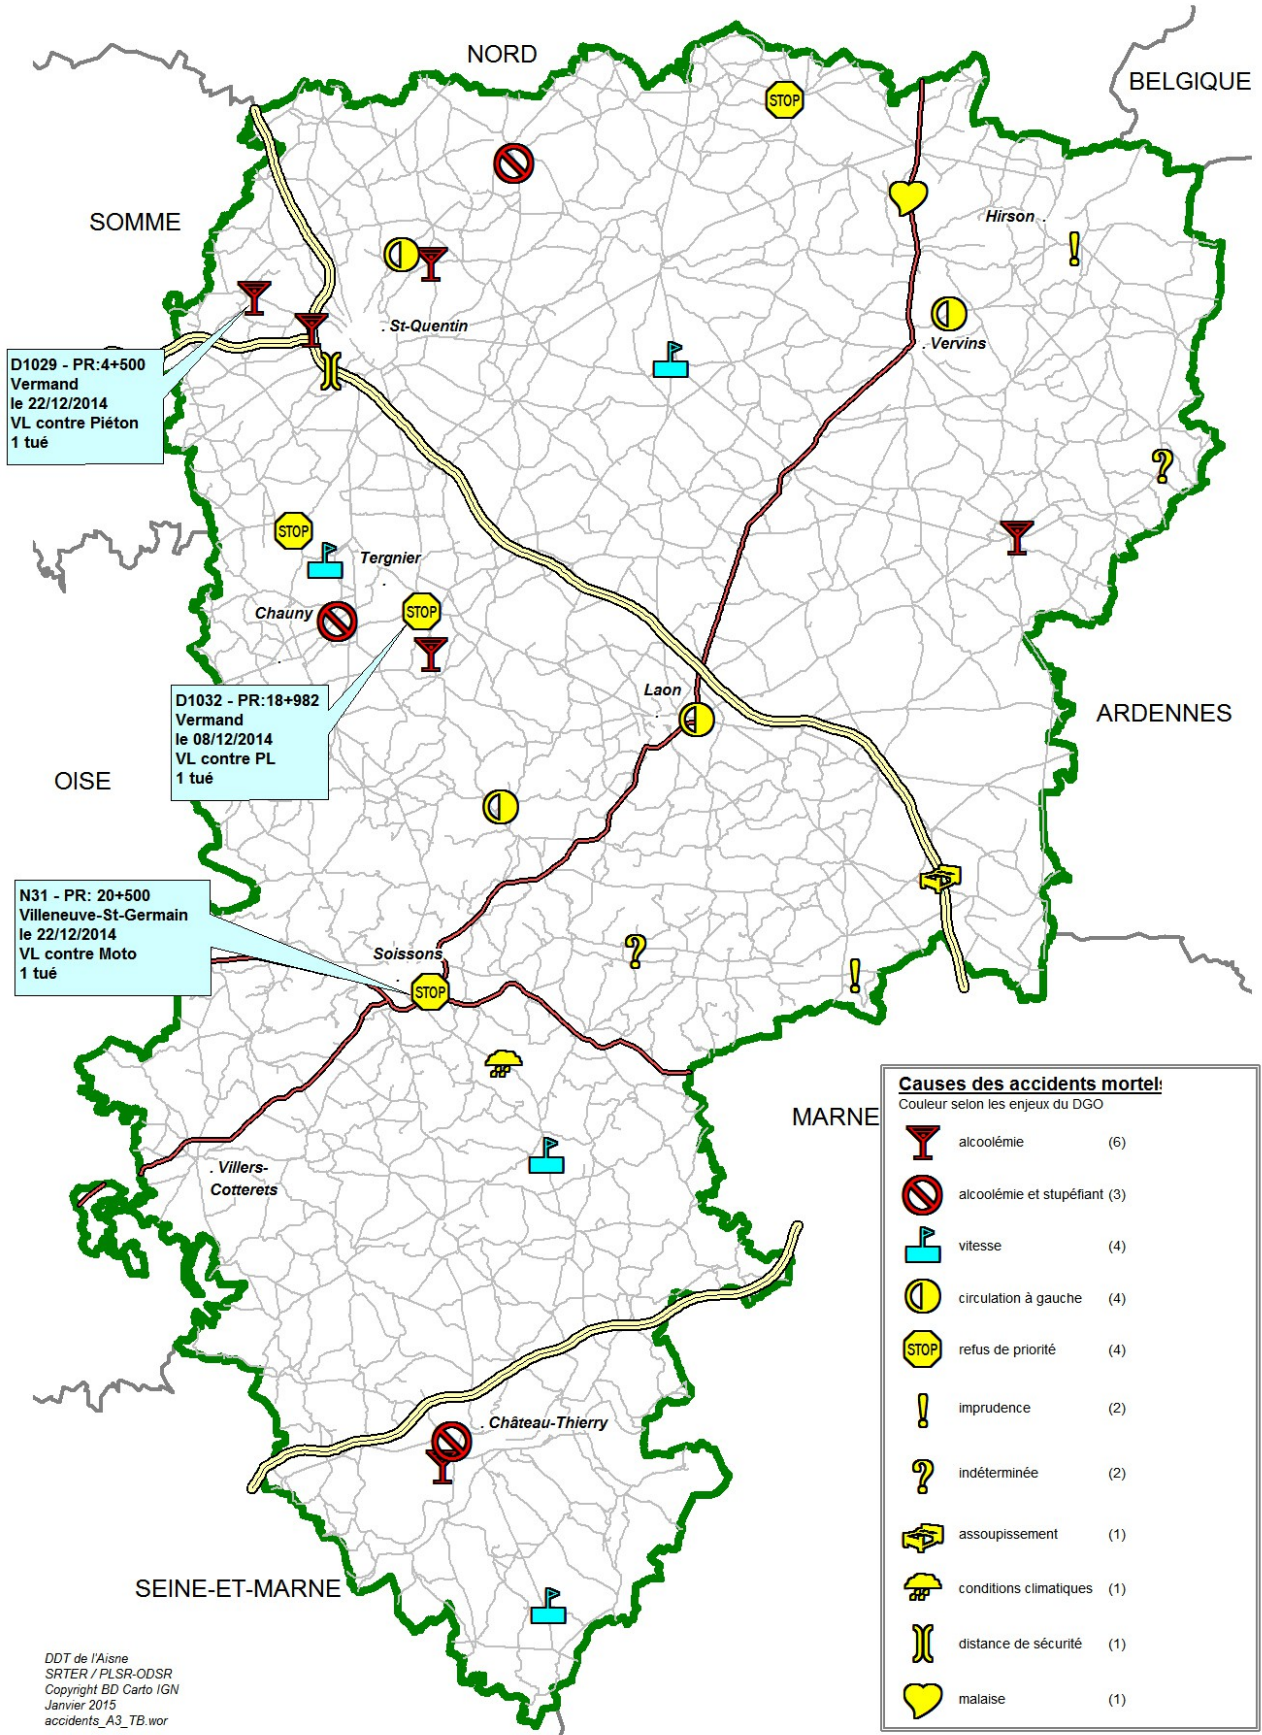 NORD
BELGIQUE
STOP
SOMME
Hirson .
. St-Quentin
. Vervins
D1029 - PR:4+500
Vermand
le 22/12/2014
VL contre Piéton
1 tué
STOP
Tergnier
Chauny
STOP
Laon
D1032 - PR:18+982
Vermand
le 08/12/2014
VL contre PL
1 tué
ARDENNES
OISE
N31 - PR: 20+500
Villeneuve-St-Germain
le 22/12/2014
VL contre Moto
1 tué
Soissons
STOP
MARNE
. Villers-
Cotterets
. Château-Thierry
SEINE-ET-MARNE
Causes des accidents mortels
Couleur selon les enjeux du DGO
alcoolémie (6)
alcoolémie et stupéfiant (3)
vitesse (4)
circulation à gauche (4)
STOP refus de priorité (4)
imprudence (2)
indéterminée (2)
assoupissement (1)
conditions climatiques (1)
distance de sécurité (1)
malaise (1)
DDT de l'Aisne
SRTER / PLSR-ODSR
Copyright BD Carto IGN
Janvier 2015
accidents_A3_TB.wor